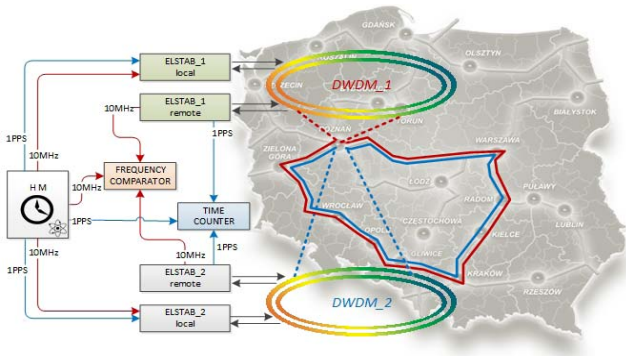 GDAŃSK
ELSTAB_1
local
OLSZTYN
DWDM_1
ELSTAB_1
remote
10MHz
1PPS
BIAŁYSTOK
TORUŃ
POZNAŃ
1PPS
10MHz
WARSZAWA
ZIELONA
GÓRA
FREQUENCY
COMPARATOR
H M
10MHz
ŁÓDŹ
PUŁAWY
RADOM
1PPS
TIME
COUNTER
WROCŁAW
LUBLIN
CZĘSTOCHOWA
KIELCE
OPOLE
1PPS
10MHz
1PPS
10MHz
GLIWICE
ELSTAB_2
remote
KRAKÓW
RZESZÓW
DWDM_2
ELSTAB_2
local